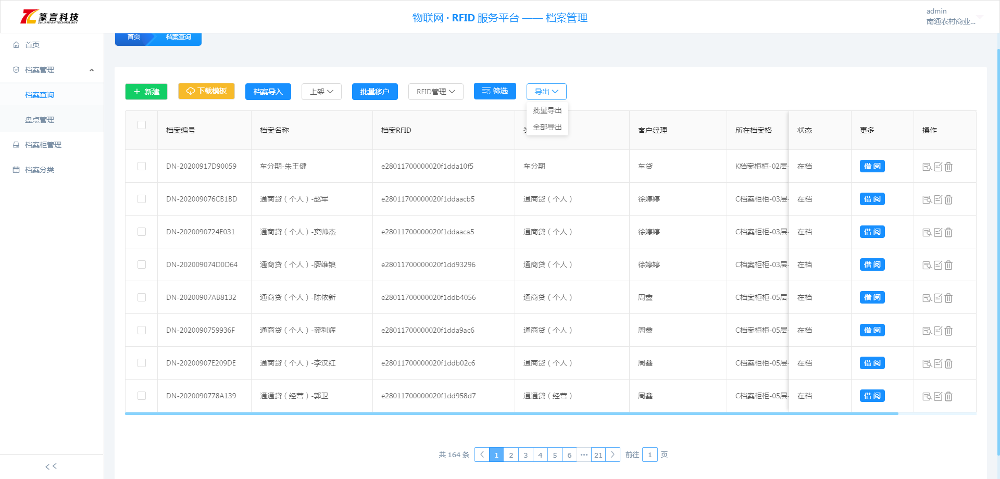 篆言科技
ZHUANYAN TECHNOLOGY
物联网 · RFID 服务平台 —— 档案管理
admin
南通农村商业...
首页
档案管理
档案查询
盘点管理
档案柜管理
档案分类
首页 档案查询
新建 下载模板 档案导入 上架 批量移户 RFID管理 筛选 导出
批量导出
全部导出
档案编号 档案名称 档案RFID 客户经理 所在档案格 状态 更多 操作
DN-20200917D90059 车分期-朱王健 e28011700000020f1dda10f5 车分期 车贷 K档案柜柜-02层- 在档 借阅
DN-202009076CB1BD 通商贷（个人）-赵军 e28011700000020f1ddaacb5 通商贷（个人） 徐婷婷 C档案柜柜-03层- 在档 借阅
DN-2020090724E031 通商贷（个人）-窦帅杰 e28011700000020f1ddaaca5 通商贷（个人） 徐婷婷 C档案柜柜-03层- 在档 借阅
DN-202009074D0D64 通商贷（个人）-廖维银 e28011700000020f1dd93296 通商贷（个人） 徐婷婷 C档案柜柜-03层- 在档 借阅
DN-20200907AB8132 通商贷（个人）-陈依新 e28011700000020f1ddb4056 通商贷（个人） 周鑫 C档案柜柜-05层- 在档 借阅
DN-2020090759936F 通商贷（个人）-龚利辉 e28011700000020f1dda9ac6 通商贷（个人） 周鑫 C档案柜柜-05层- 在档 借阅
DN-20200907E209DE 通商贷（个人）-李汉红 e28011700000020f1ddb02c6 通商贷（个人） 周鑫 C档案柜柜-05层- 在档 借阅
DN-2020090778A139 通通贷（经营）-郭卫 e28011700000020f1dd958d7 通通贷（经营） 周鑫 C档案柜柜-05层- 在档 借阅
共 164 条 1 2 3 4 5 6 ··· 21 前往 1 页